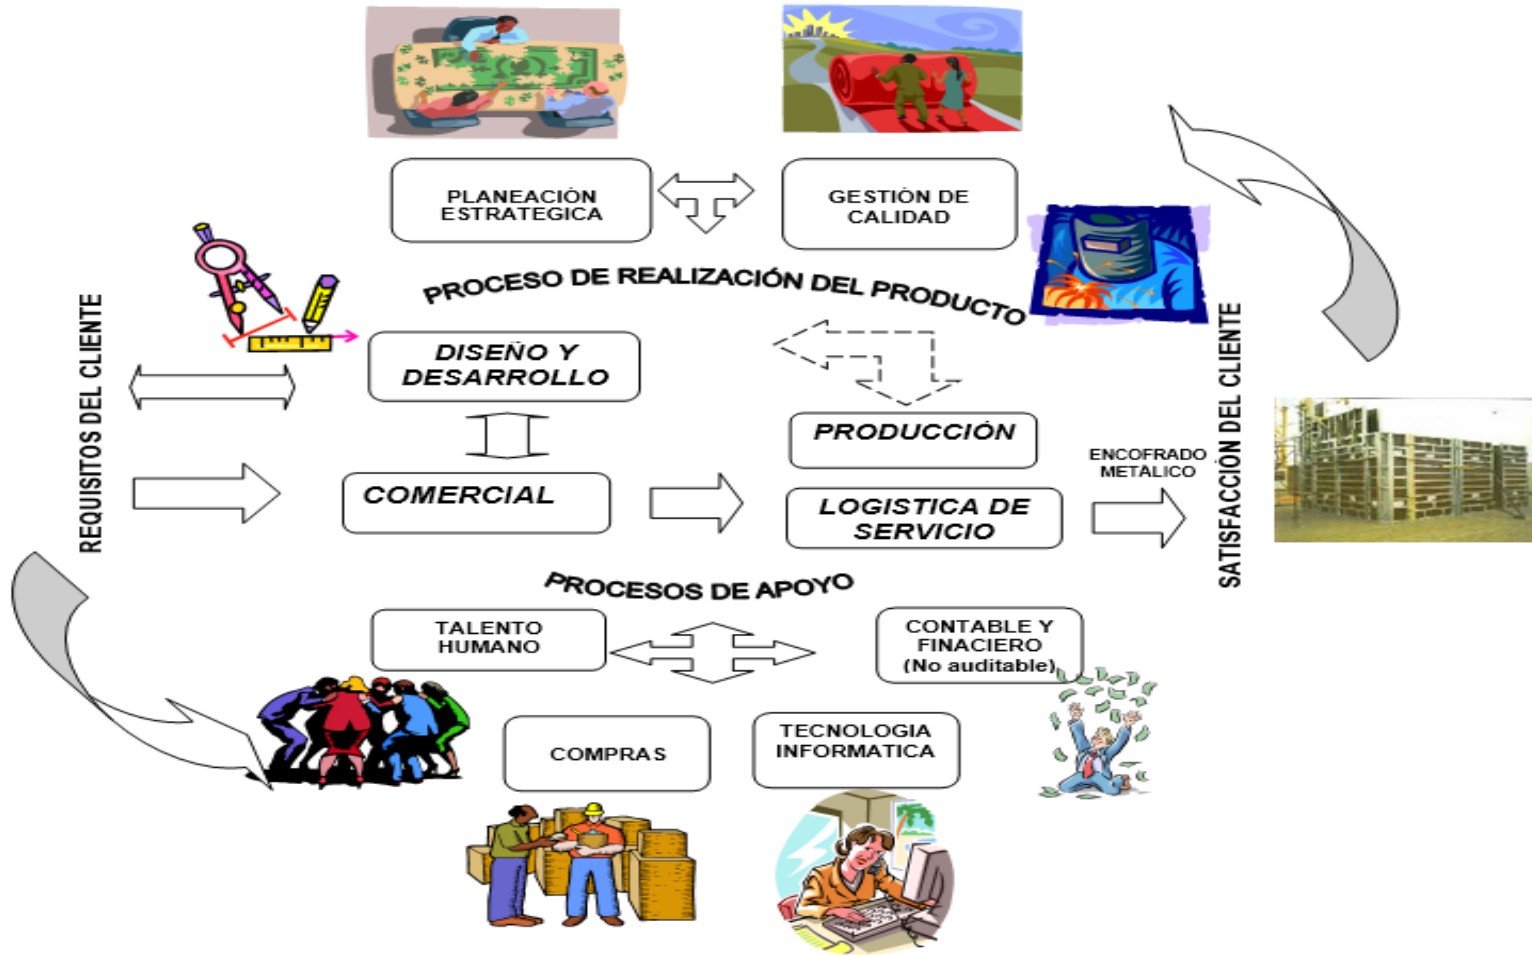 PLANEACIÓN
ESTRATEGICA
GESTIÓN DE
CALIDAD
PROCESO DE REALIZACIÓN DEL PRODUCTO
REQUISITOS DEL CLIENTE
DISEÑO Y
DESARROLLO
PRODUCCIÓN
COMERCIAL
LOGISTICA DE
SERVICIO
ENCOFRADO
METÁLICO
SATISFACCIÓN DEL CLIENTE
PROCESOS DE APOYO
TALENTO
HUMANO
CONTABLE Y
FINACIERO
(No auditable)
COMPRAS
TECNOLOGIA
INFORMATICA